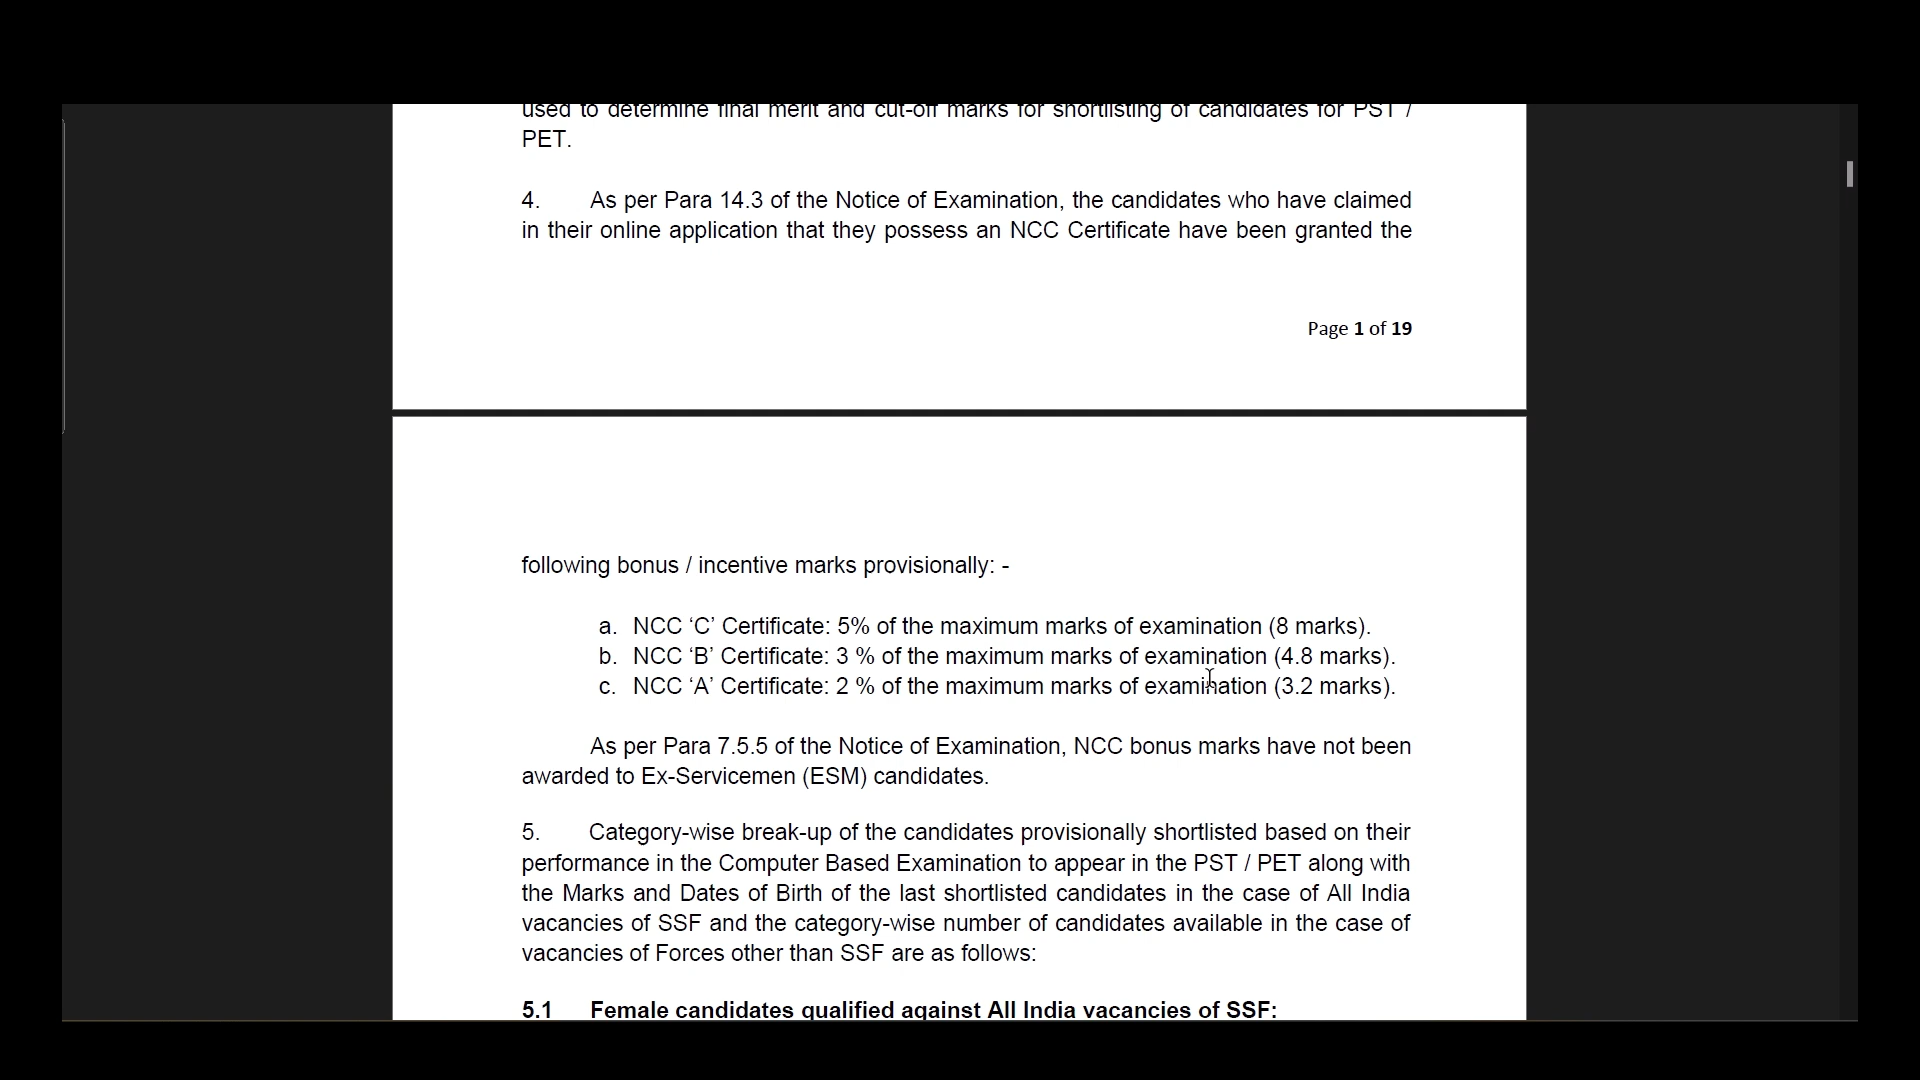 used to determine final merit and cut-off marks for shortlisting of candidates for PST /
PET.
4. As per Para 14.3 of the Notice of Examination, the candidates who have claimed
in their online application that they possess an NCC Certificate have been granted the
Page 1 of 19
following bonus / incentive marks provisionally: -
a. NCC ‘C’ Certificate: 5% of the maximum marks of examination (8 marks).
b. NCC ‘B’ Certificate: 3 % of the maximum marks of examination (4.8 marks).
c. NCC ‘A’ Certificate: 2 % of the maximum marks of examination (3.2 marks).
As per Para 7.5.5 of the Notice of Examination, NCC bonus marks have not been
awarded to Ex-Servicemen (ESM) candidates.
5. Category-wise break-up of the candidates provisionally shortlisted based on their
performance in the Computer Based Examination to appear in the PST / PET along with
the Marks and Dates of Birth of the last shortlisted candidates in the case of All India
vacancies of SSF and the category-wise number of candidates available in the case of
vacancies of Forces other than SSF are as follows:
5.1 Female candidates qualified against All India vacancies of SSF: